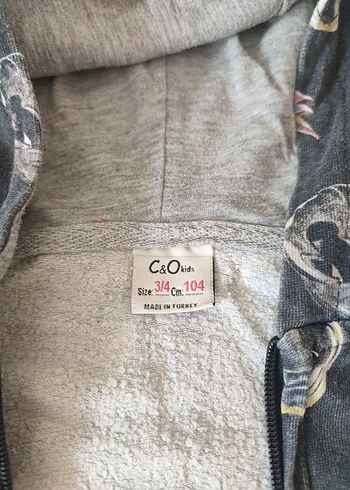 C&O kids
Size: 3/4 Cm: 104
MADE IN TURKEY